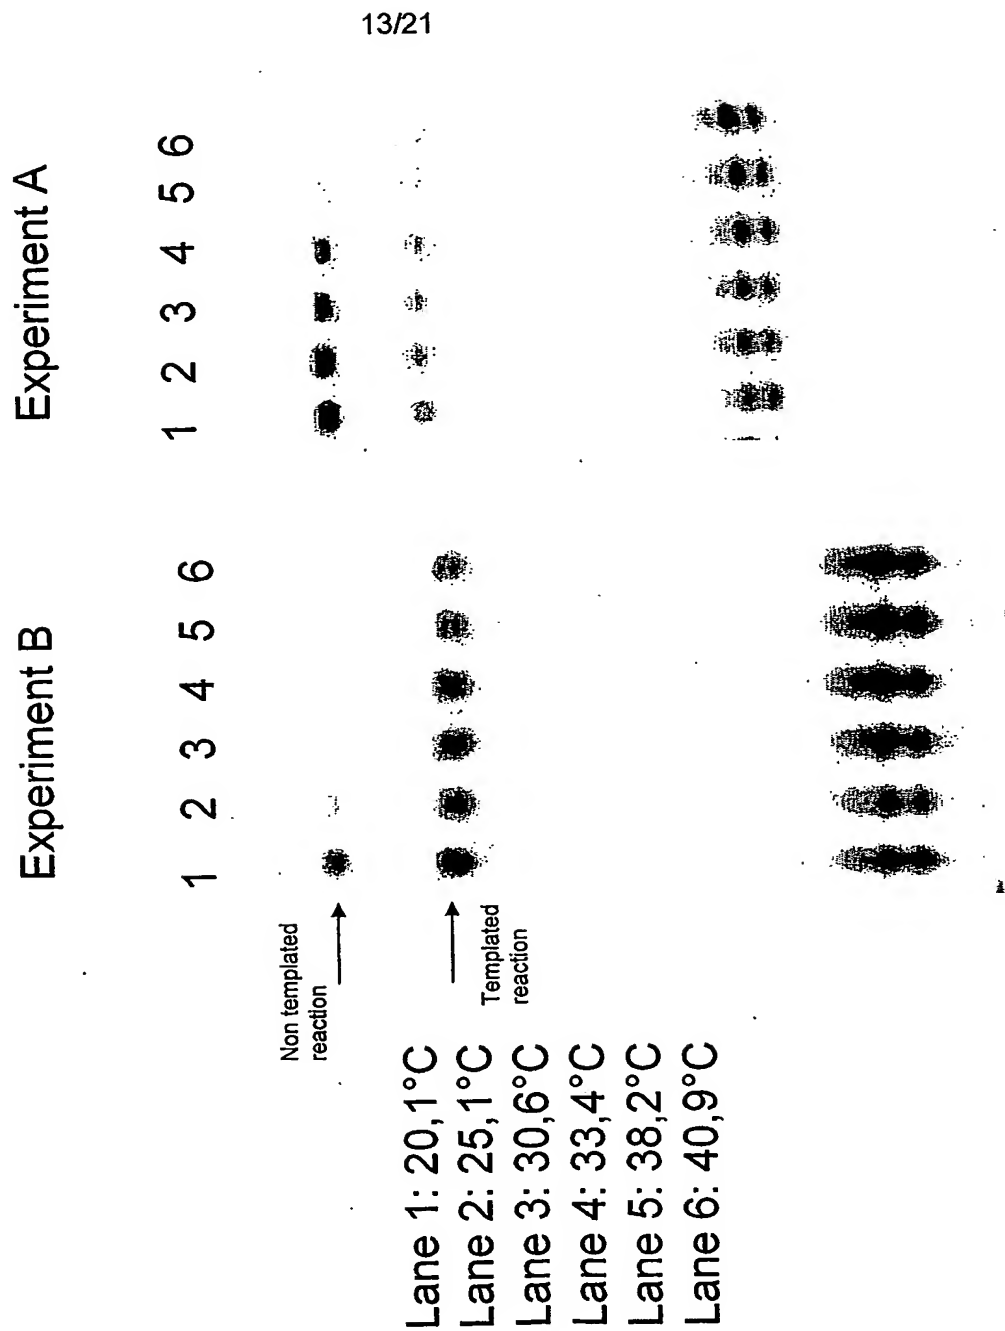 13/21
Experiment B
Experiment A
1 2 3 4 5 6
1 2 3 4 5 6
Non templated
reaction
Templated
reaction
Lane 1: 20,1°C
Lane 2: 25,1°C
Lane 3: 30,6°C
Lane 4: 33,4°C
Lane 5: 38,2°C
Lane 6: 40,9°C